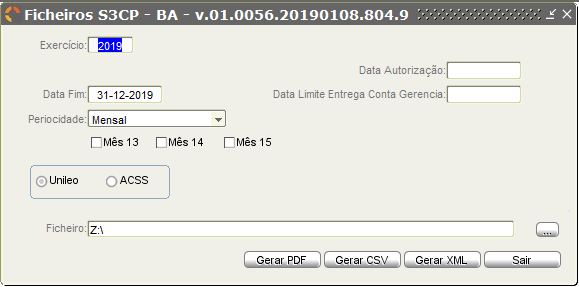 Ficheiros S3CP - BA - v.01.0056.20190108.804.9
Exercício: 2019
Data Autorização:
Data Fim: 31-12-2019 Data Limite Entrega Conta Gerencia:
Periocidade: Mensal
Mês 13 Mês 14 Mês 15
Unileo ACSS
Ficheiro: Z:\ ...
Gerar PDF Gerar CSV Gerar XML Sair